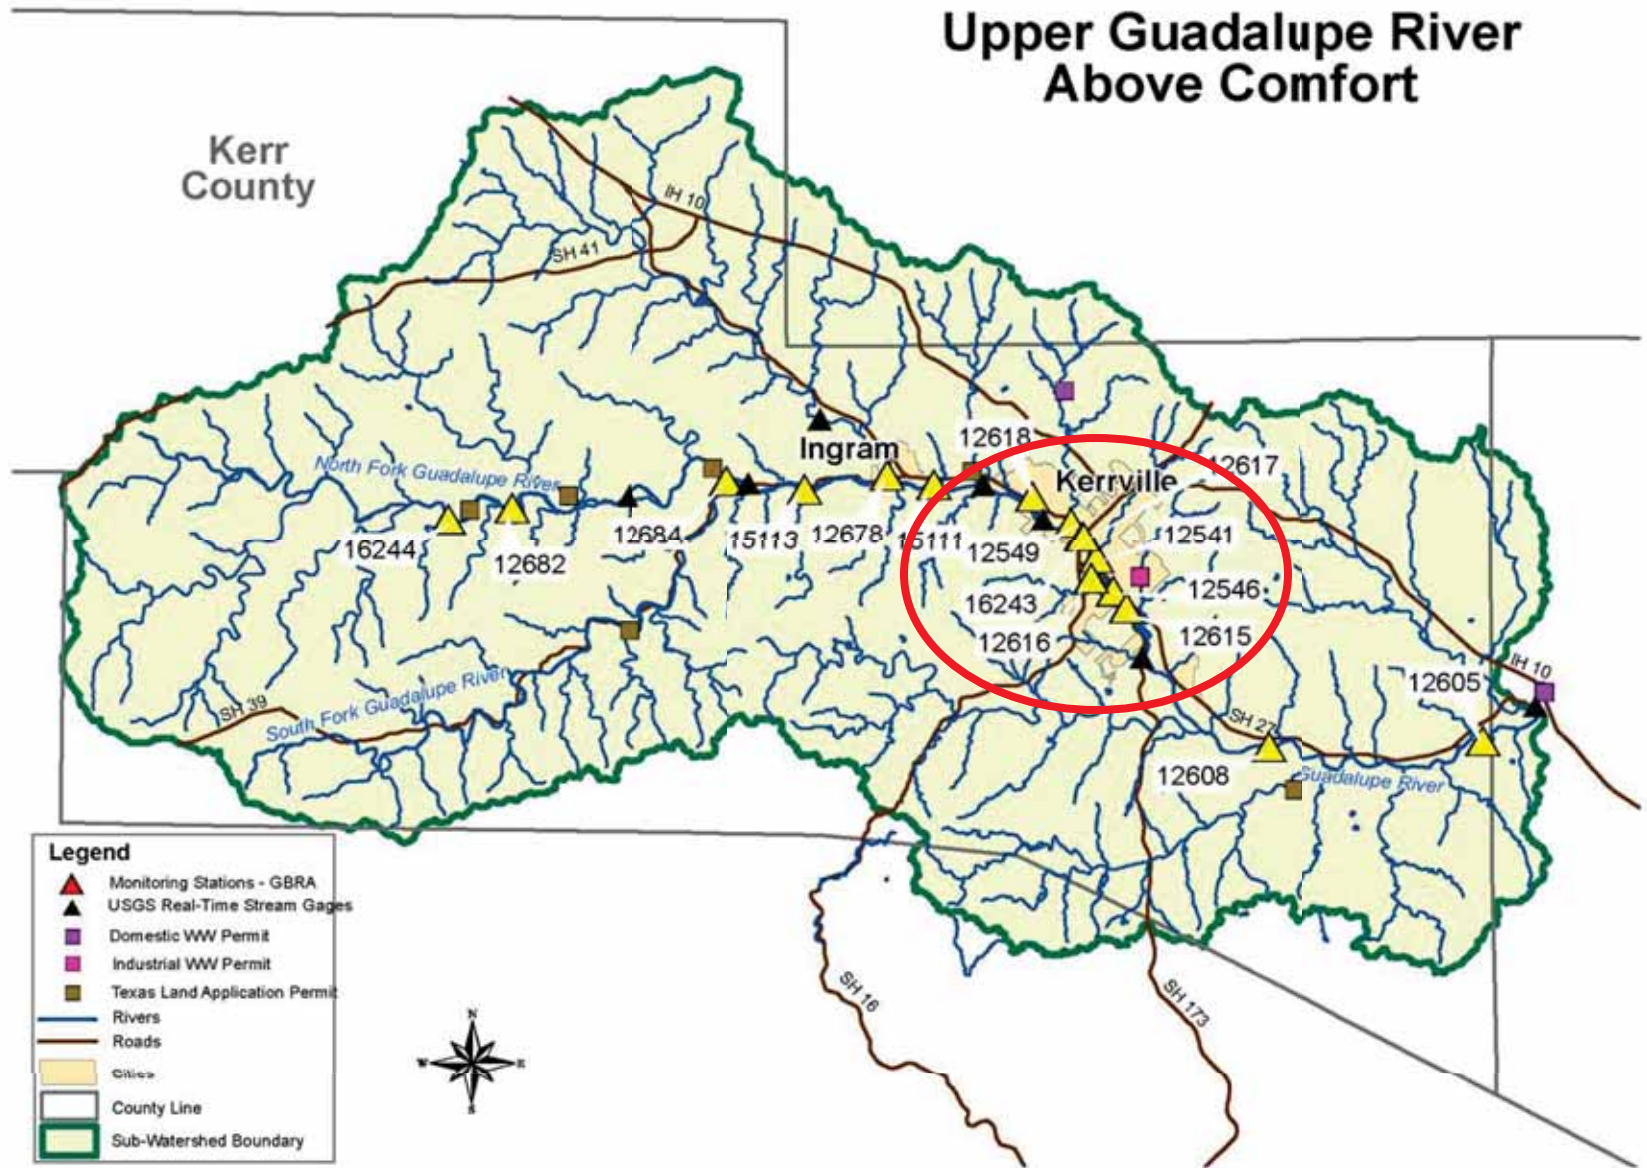 Upper Guadalupe River
Above Comfort
Kerr
County
IH 10
SH 41
Ingram
12618
Kerrville
12617
North Fork Guadalupe River
16244
12682
12684
15113
12678
15111
12549
12541
16243
12546
12616
12615
12605
IH 10
SH 39
South Fork Guadalupe River
SH 27
12608
Guadalupe River
SH 16
SH 173
Legend
Monitoring Stations - GBRA
USGS Real-Time Stream Gages
Domestic WW Permit
Industrial WW Permit
Texas Land Application Permit
Rivers
Roads
Cities
County Line
Sub-Watershed Boundary
N
W
E
S